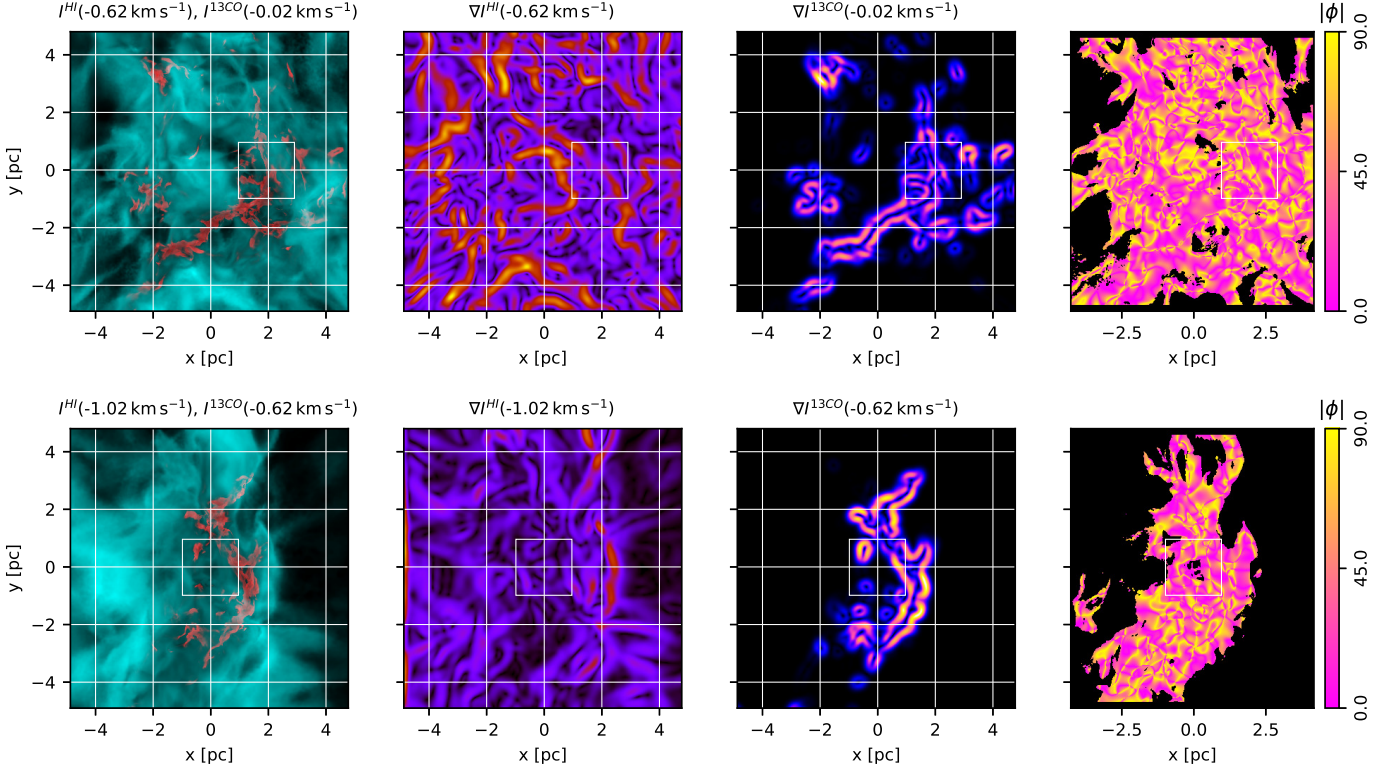 I^{HI}(-0.62 km s^{-1}), I^{13CO}(-0.02 km s^{-1})
∇I^{HI}(-0.62 km s^{-1})
∇I^{13CO}(-0.02 km s^{-1})
|ϕ|
4
2
0
−2
−4
y [pc]
−4 −2 0 2 4
x [pc]
−4 −2 0 2 4
x [pc]
−4 −2 0 2 4
x [pc]
−2.5 0.0 2.5
x [pc]
90.0
45.0
0.0
I^{HI}(-1.02 km s^{-1}), I^{13CO}(-0.62 km s^{-1})
∇I^{HI}(-1.02 km s^{-1})
∇I^{13CO}(-0.62 km s^{-1})
|ϕ|
4
2
0
−2
−4
y [pc]
−4 −2 0 2 4
x [pc]
−4 −2 0 2 4
x [pc]
−4 −2 0 2 4
x [pc]
−2.5 0.0 2.5
x [pc]
90.0
45.0
0.0